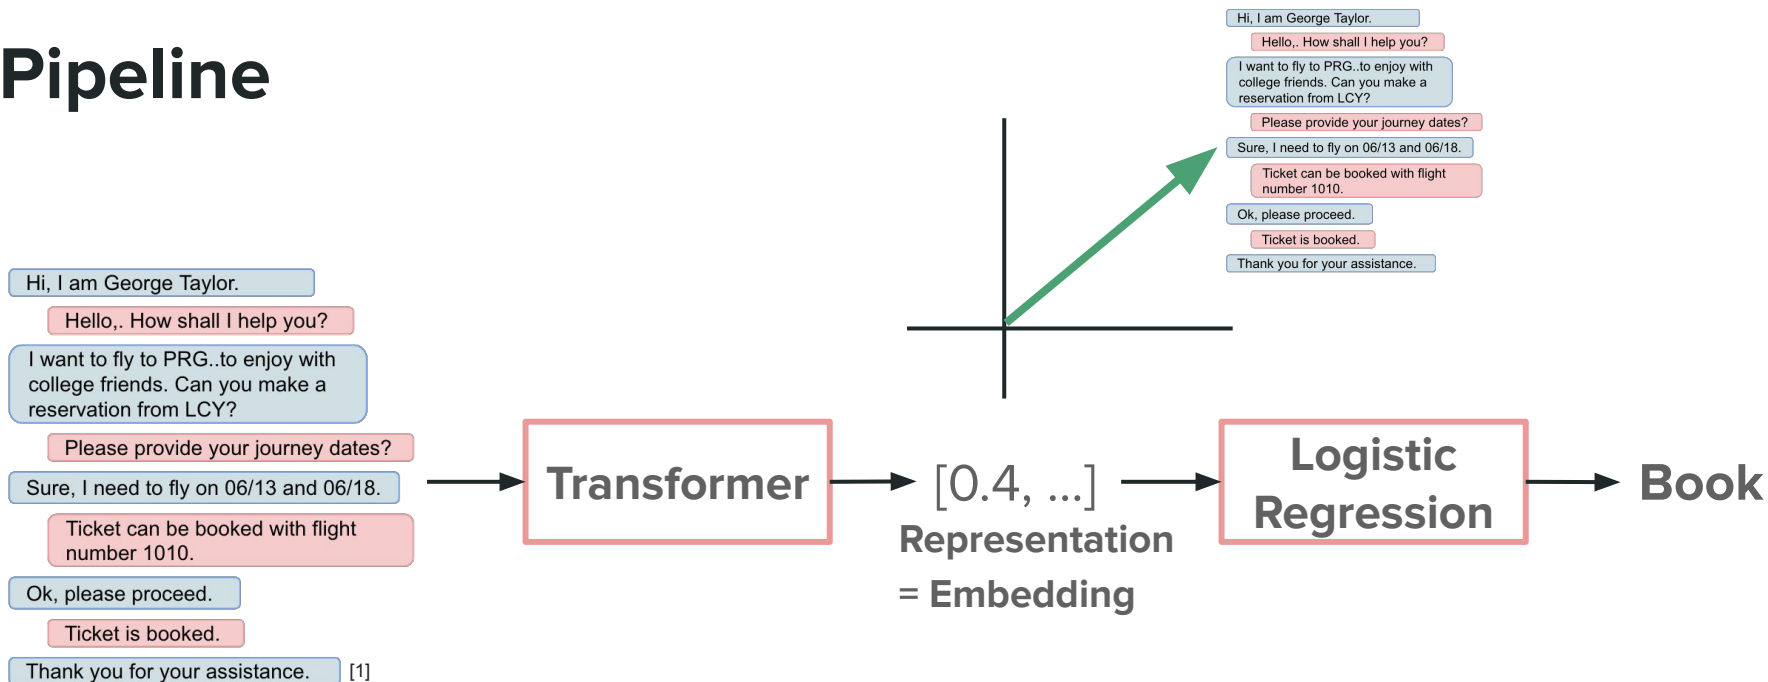 Pipeline
Hi, I am George Taylor.
Hello,. How shall I help you?
I want to fly to PRG..to enjoy with
college friends. Can you make a
reservation from LCY?
Please provide your journey dates?
Sure, I need to fly on 06/13 and 06/18.
Ticket can be booked with flight
number 1010.
Ok, please proceed.
Ticket is booked.
Thank you for your assistance.
Hi, I am George Taylor.
Hello,. How shall I help you?
I want to fly to PRG..to enjoy with
college friends. Can you make a
reservation from LCY?
Please provide your journey dates?
Sure, I need to fly on 06/13 and 06/18.
Ticket can be booked with flight
number 1010.
Ok, please proceed.
Ticket is booked.
Thank you for your assistance. [1]
Transformer
[0.4, ...]
Representation
= Embedding
Logistic
Regression
Book